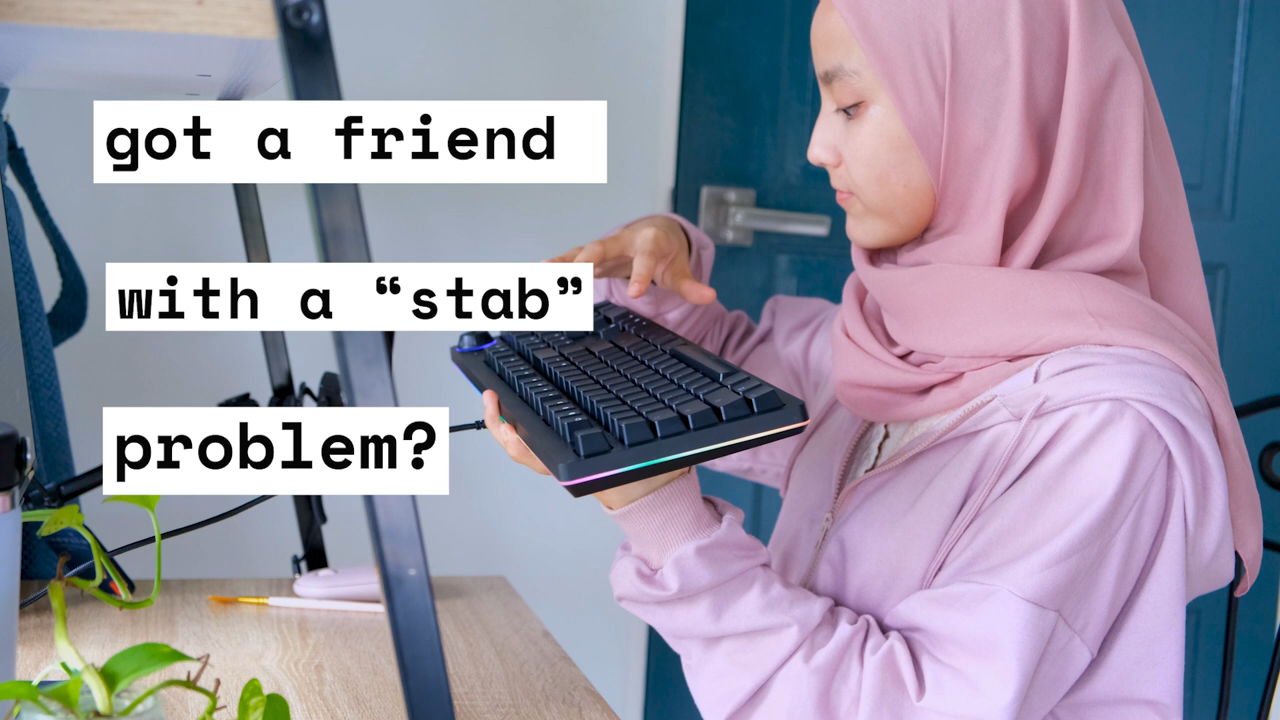 got a friend
with a “stab”
problem?